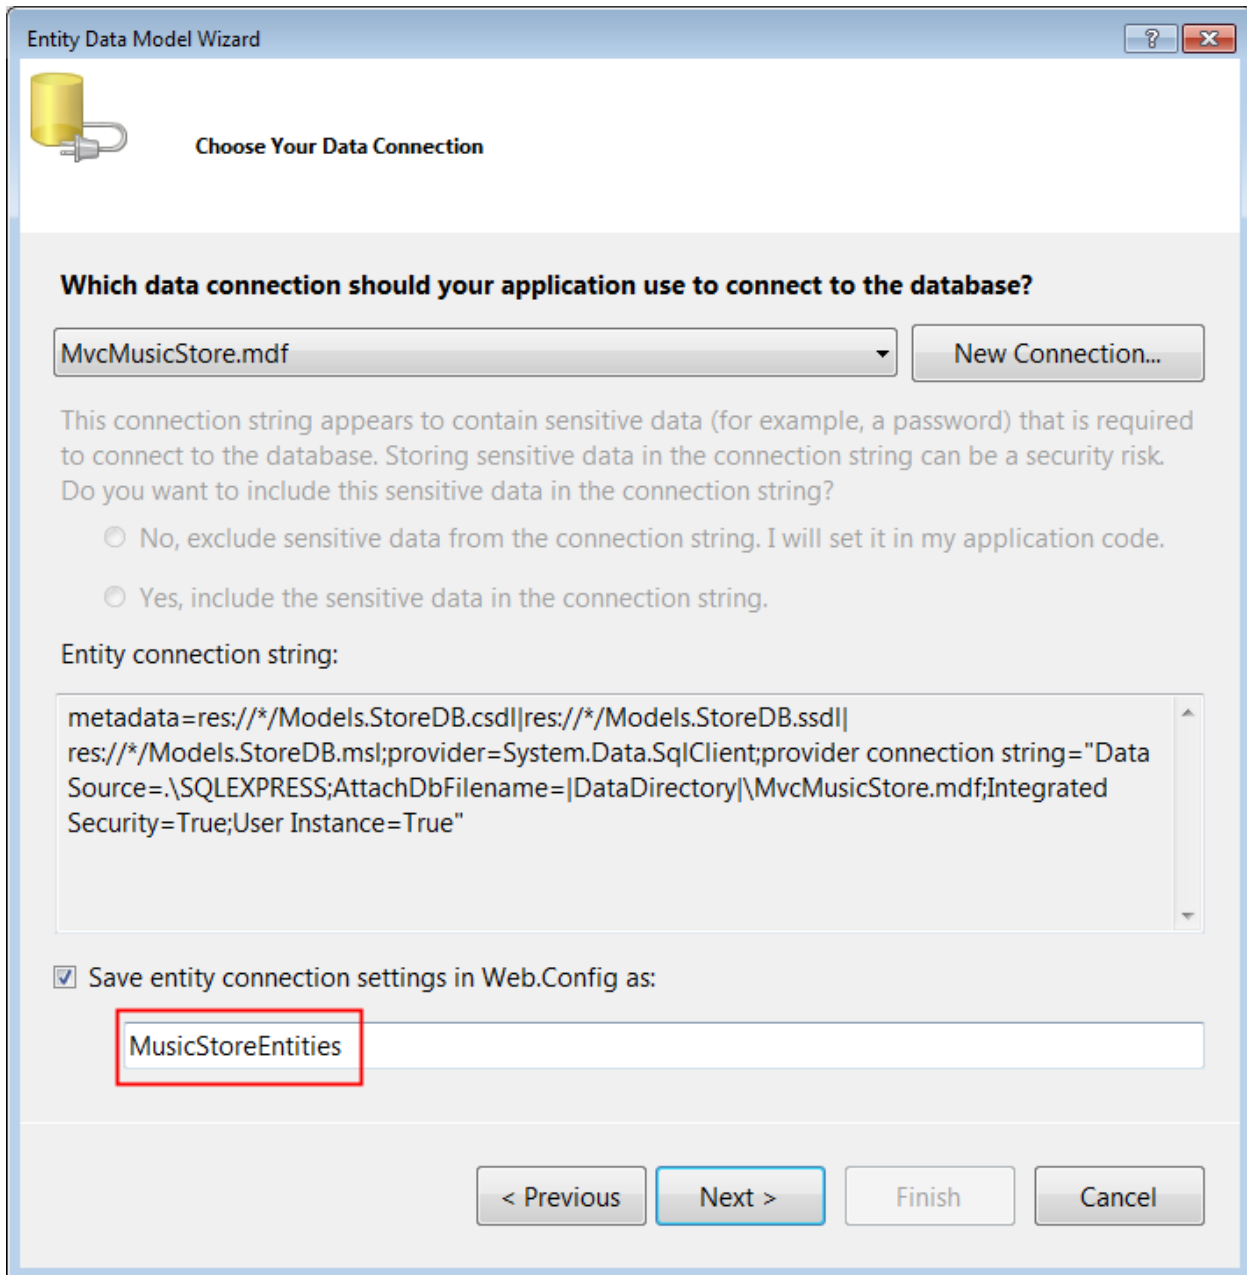 Entity Data Model Wizard
?
Choose Your Data Connection
Which data connection should your application use to connect to the database?
MvcMusicStore.mdf
New Connection...
This connection string appears to contain sensitive data (for example, a password) that is required
to connect to the database. Storing sensitive data in the connection string can be a security risk.
Do you want to include this sensitive data in the connection string?
No, exclude sensitive data from the connection string. I will set it in my application code.
Yes, include the sensitive data in the connection string.
Entity connection string:
metadata=res://*/Models.StoreDB.csdl|res://*/Models.StoreDB.ssdl|
res://*/Models.StoreDB.msl;provider=System.Data.SqlClient;provider connection string="Data
Source=.\SQLEXPRESS;AttachDbFilename=|DataDirectory|\MvcMusicStore.mdf;Integrated
Security=True;User Instance=True"
Save entity connection settings in Web.Config as:
MusicStoreEntities
< Previous
Next >
Finish
Cancel